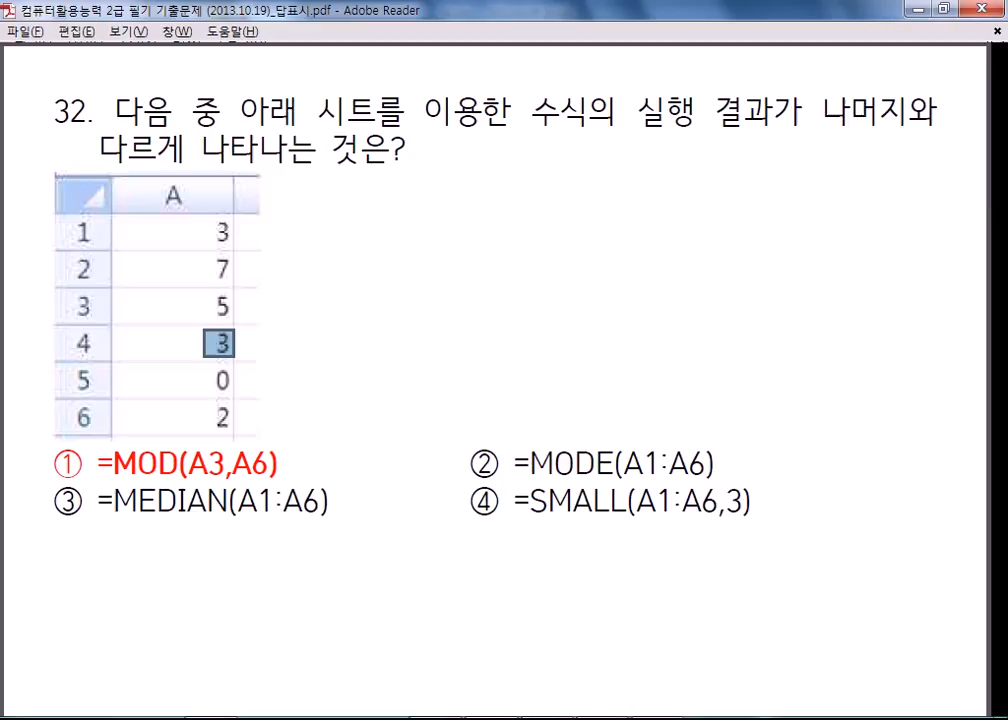 컴퓨터활용능력 2급 필기 기출문제 (2013.10.19)_답표시.pdf - Adobe Reader
파일(F) 편집(E) 보기(V) 창(W) 도움말(H)
32. 다음 중 아래 시트를 이용한 수식의 실행 결과가 나머지와
다르게 나타나는 것은?
A
1 3
2 7
3 5
4 3
5 0
6 2
① =MOD(A3,A6) ② =MODE(A1:A6)
③ =MEDIAN(A1:A6) ④ =SMALL(A1:A6,3)